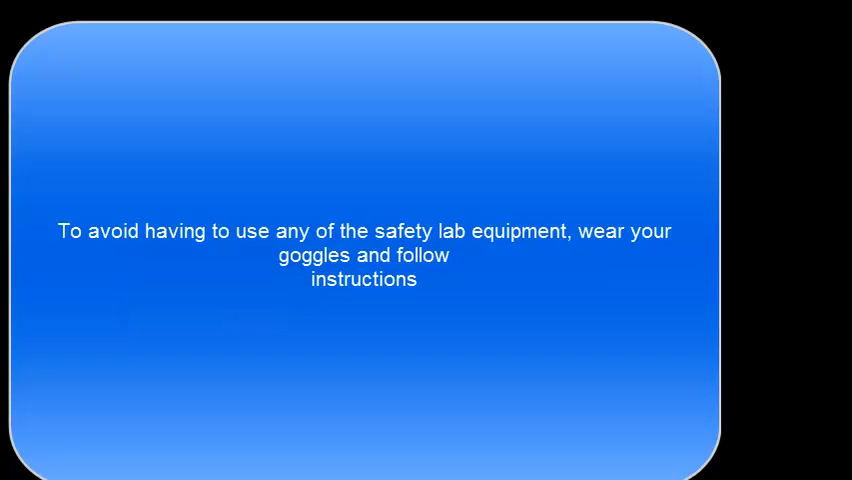 To avoid having to use any of the safety lab equipment, wear your
goggles and follow
instructions